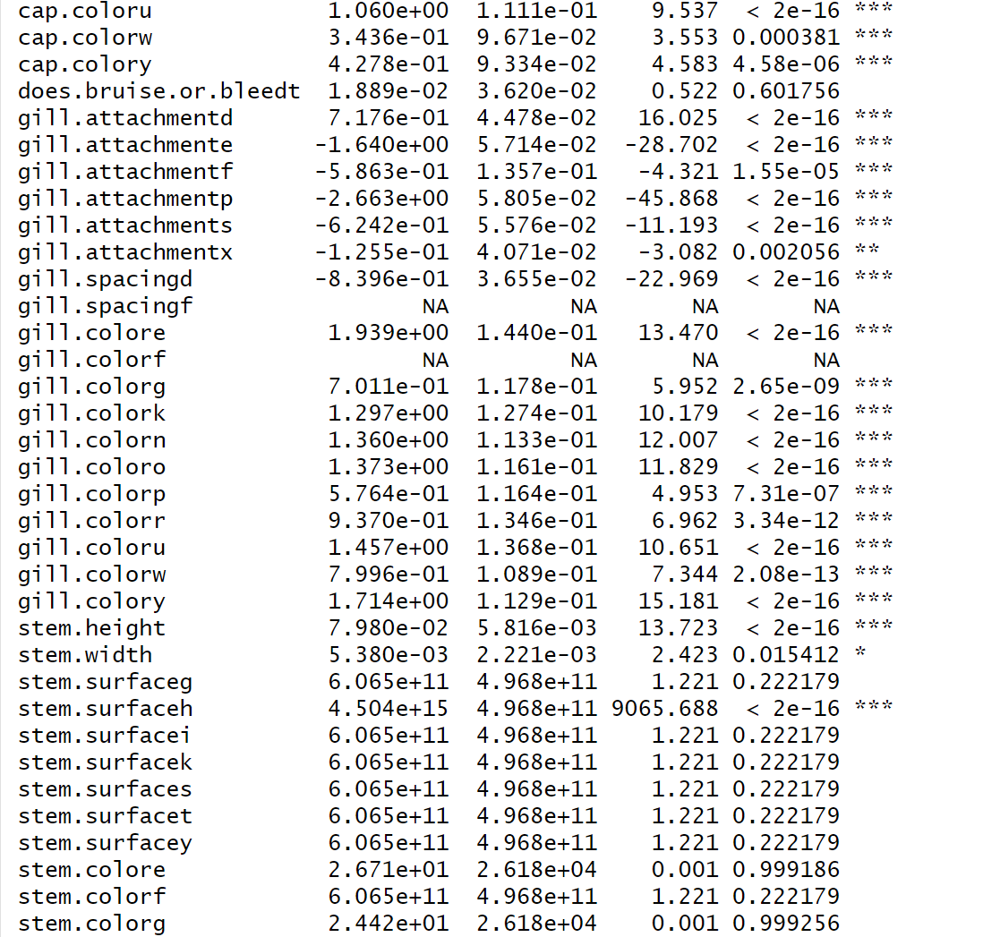 cap.coloru 1.060e+00 1.111e-01 9.537 < 2e-16 ***
cap.colorw 3.436e-01 9.671e-02 3.553 0.000381 ***
cap.colory 4.278e-01 9.334e-02 4.583 4.58e-06 ***
does.bruise.or.bleedt 1.889e-02 3.620e-02 0.522 0.601756
gill.attachmentd 7.176e-01 4.478e-02 16.025 < 2e-16 ***
gill.attachmente -1.640e+00 5.714e-02 -28.702 < 2e-16 ***
gill.attachmentf -5.863e-01 1.357e-01 -4.321 1.55e-05 ***
gill.attachmentp -2.663e+00 5.805e-02 -45.868 < 2e-16 ***
gill.attachments -6.242e-01 5.576e-02 -11.193 < 2e-16 ***
gill.attachmentx -1.255e-01 4.071e-02 -3.082 0.002056 **
gill.spacingd -8.396e-01 3.655e-02 -22.969 < 2e-16 ***
gill.spacingf NA NA NA NA
gill.colore 1.939e+00 1.440e-01 13.470 < 2e-16 ***
gill.colorf NA NA NA NA
gill.colorg 7.011e-01 1.178e-01 5.952 2.65e-09 ***
gill.colork 1.297e+00 1.274e-01 10.179 < 2e-16 ***
gill.colorn 1.360e+00 1.133e-01 12.007 < 2e-16 ***
gill.coloro 1.373e+00 1.161e-01 11.829 < 2e-16 ***
gill.colorp 5.764e-01 1.164e-01 4.953 7.31e-07 ***
gill.colorr 9.370e-01 1.346e-01 6.962 3.34e-12 ***
gill.coloru 1.457e+00 1.368e-01 10.651 < 2e-16 ***
gill.colorw 7.996e-01 1.089e-01 7.344 2.08e-13 ***
gill.colory 1.714e+00 1.129e-01 15.181 < 2e-16 ***
stem.height 7.980e-02 5.816e-03 13.723 < 2e-16 ***
stem.width 5.380e-03 2.221e-03 2.423 0.015412 *
stem.surfaceg 6.065e+11 4.968e+11 1.221 0.222179
stem.surfaceh 4.504e+15 4.968e+11 9065.688 < 2e-16 ***
stem.surfacei 6.065e+11 4.968e+11 1.221 0.222179
stem.surfacek 6.065e+11 4.968e+11 1.221 0.222179
stem.surfaces 6.065e+11 4.968e+11 1.221 0.222179
stem.surfacet 6.065e+11 4.968e+11 1.221 0.222179
stem.surfacey 6.065e+11 4.968e+11 1.221 0.222179
stem.colore 2.671e+01 2.618e+04 0.001 0.999186
stem.colorf 6.065e+11 4.968e+11 1.221 0.222179
stem.colorg 2.442e+01 2.618e+04 0.001 0.999256